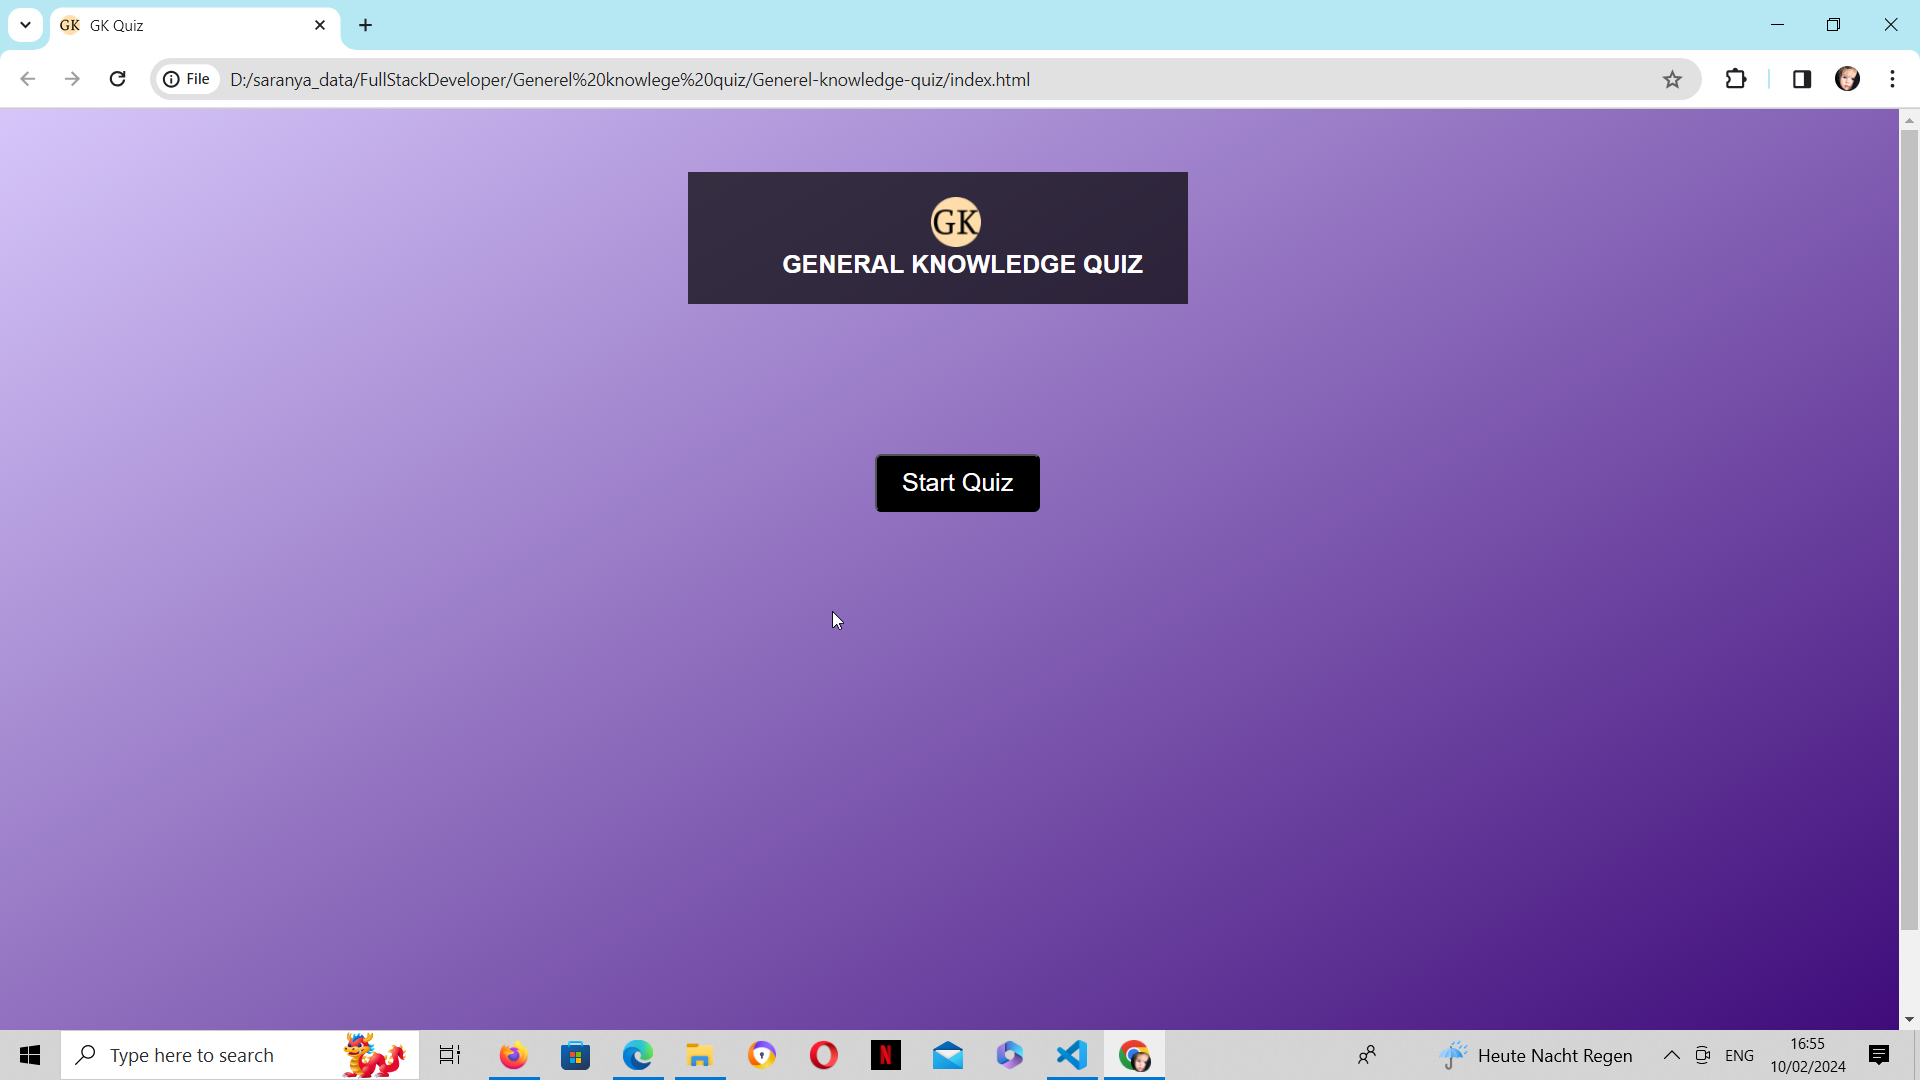 GK GK Quiz
File D:/saranya_data/FullStackDeveloper/Generel%20knowlege%20quiz/Generel-knowledge-quiz/index.html
GK
GENERAL KNOWLEDGE QUIZ
Start Quiz
Type here to search
N
Heute Nacht Regen
ENG
16:55
10/02/2024